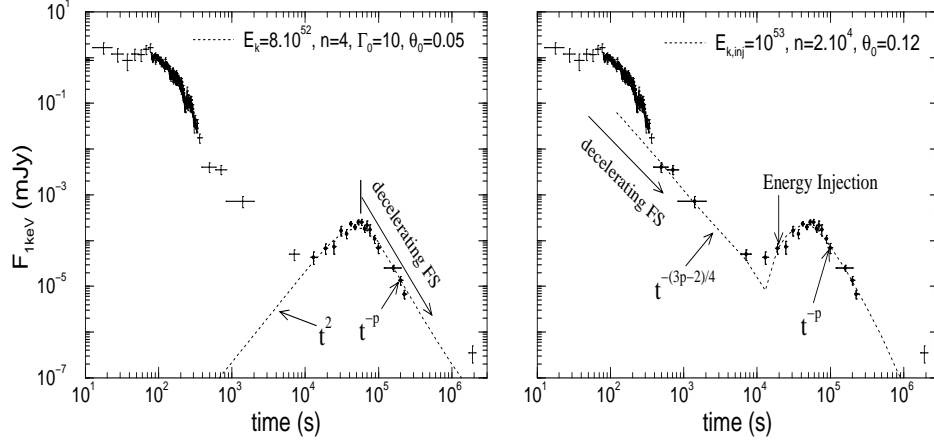 E_k=8.10^52, n=4, Γ_0=10, θ_0=0.05
F_1keV (mJy)
10^1
10^-1
10^-3
10^-5
10^-7
decelerating FS
t^2
t^-p
10^1 10^2 10^3 10^4 10^5 10^6
time (s)
E_k,inj=10^53, n=2.10^4, θ_0=0.12
decelerating FS
Energy Injection
t^-(3p-2)/4
t^-p
10^1 10^2 10^3 10^4 10^5 10^6
time (s)